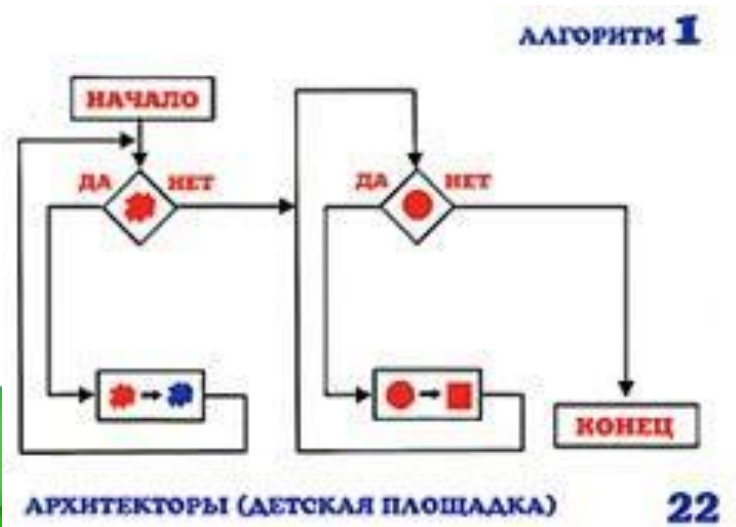 АЛГОРИТМ 1
НАЧАЛО
ДА НЕТ
ДА НЕТ
КОНЕЦ
АРХИТЕКТОРЫ (ДЕТСКАЯ ПЛОЩАДКА) 22